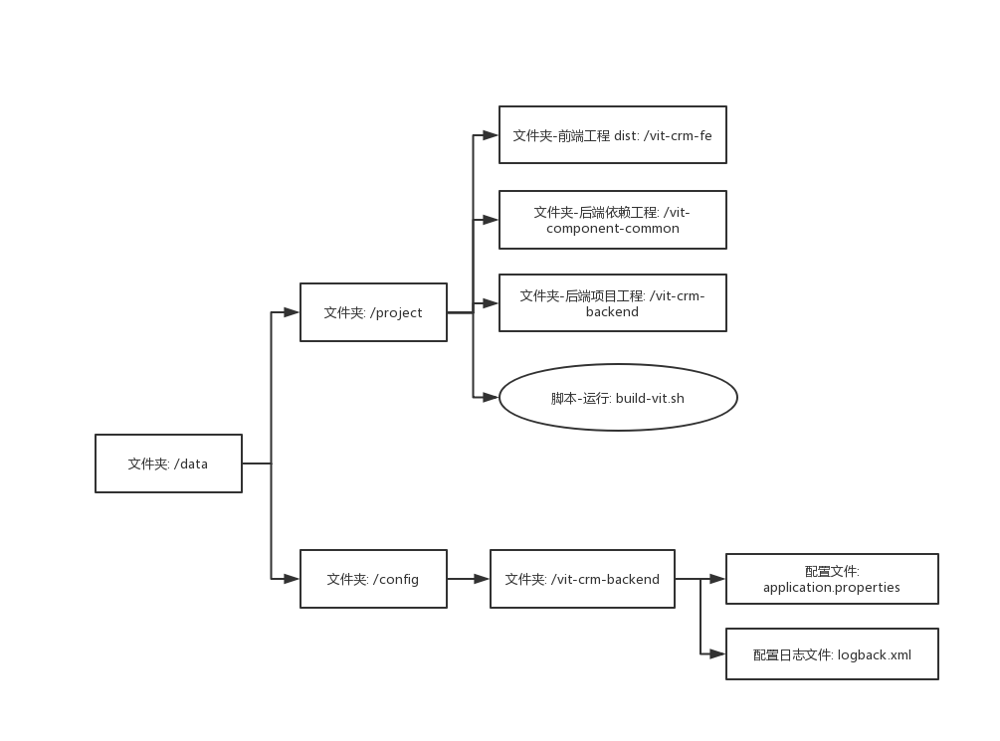 文件夹-前端工程 dist: /vit-crm-fe
文件夹-后端依赖工程: /vit-
component-common
文件夹-后端项目工程: /vit-crm-
backend
文件夹: /project
脚本-运行: build-vit.sh
文件夹: /data
文件夹: /config
文件夹: /vit-crm-backend
配置文件:
application.properties
配置日志文件: logback.xml